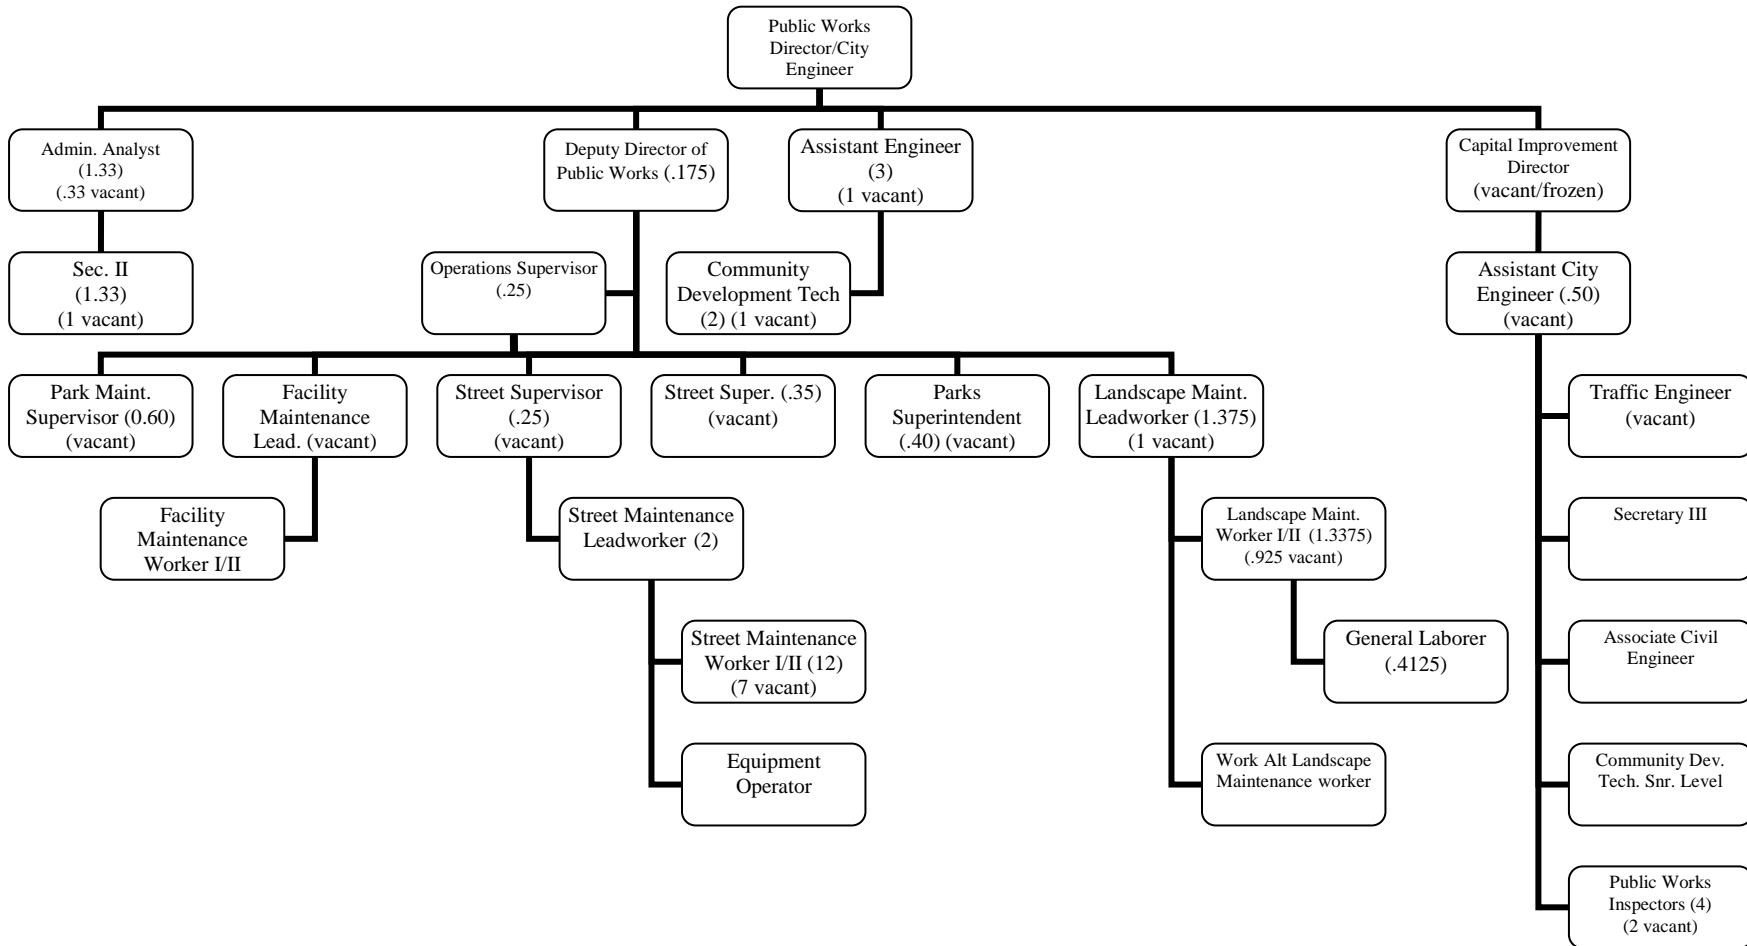 Public Works
Director/City
Engineer
Admin. Analyst
(1.33)
(.33 vacant)
Deputy Director of
Public Works (.175)
Assistant Engineer
(3)
(1 vacant)
Capital Improvement
Director
(vacant/frozen)
Sec. II
(1.33)
(1 vacant)
Operations Supervisor
(.25)
Community
Development Tech
(2) (1 vacant)
Assistant City
Engineer (.50)
(vacant)
Park Maint.
Supervisor (0.60)
(vacant)
Facility
Maintenance
Lead. (vacant)
Street Supervisor
(.25)
(vacant)
Street Super. (.35)
(vacant)
Parks
Superintendent
(.40) (vacant)
Landscape Maint.
Leadworker (1.375)
(1 vacant)
Traffic Engineer
(vacant)
Facility
Maintenance
Worker I/II
Street Maintenance
Leadworker (2)
Landscape Maint.
Worker I/II (1.3375)
(.925 vacant)
Secretary III
Street Maintenance
Worker I/II (12)
(7 vacant)
General Laborer
(.4125)
Associate Civil
Engineer
Equipment
Operator
Work Alt Landscape
Maintenance worker
Community Dev.
Tech. Snr. Level
Public Works
Inspectors (4)
(2 vacant)